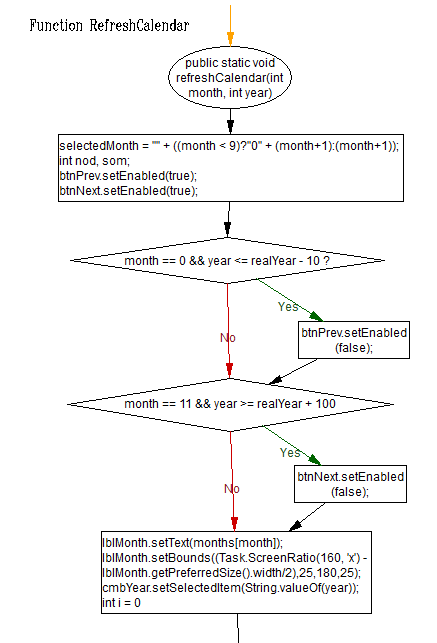 Function RefreshCalendar
public static void
refreshCalendar(int
month, int year)
selectedMonth = "" + ((month < 9)?"0" + (month+1):(month+1));
int nod, som;
btnPrev.setEnabled(true);
btnNext.setEnabled(true);
month == 0 && year <= realYear - 10 ?
Yes
btnPrev.setEnabled
(false);
No
month == 11 && year >= realYear + 100
Yes
btnNext.setEnabled
(false);
No
lblMonth.setText(months[month]);
lblMonth.setBounds((Task.ScreenRatio(160, 'x') -
lblMonth.getPreferredSize().width/2),25,180,25);
cmbYear.setSelectedItem(String.valueOf(year));
int i = 0